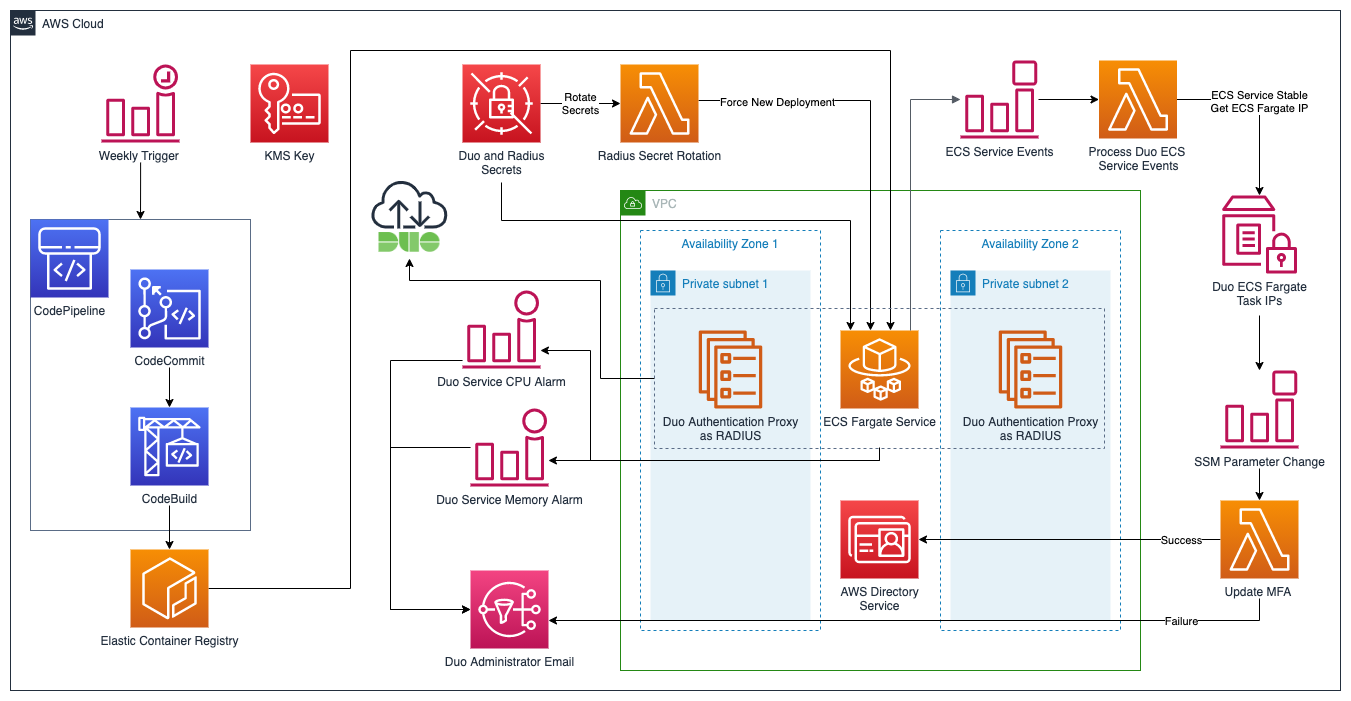 aws
AWS Cloud
Weekly Trigger
KMS Key
Duo and Radius
Secrets
Rotate
Secrets
Radius Secret Rotation
Force New Deployment
ECS Service Events
Process Duo ECS
Service Events
ECS Service Stable
Get ECS Fargate IP
CodePipeline
CodeCommit
CodeBuild
Elastic Container Registry
DUO
VPC
Availability Zone 1
Availability Zone 2
Private subnet 1
Private subnet 2
Duo ECS Fargate
Task IPs
Duo Service CPU Alarm
Duo Authentication Proxy
as RADIUS
ECS Fargate Service
Duo Authentication Proxy
as RADIUS
SSM Parameter Change
Duo Service Memory Alarm
AWS Directory
Service
Success
Update MFA
Failure
Duo Administrator Email